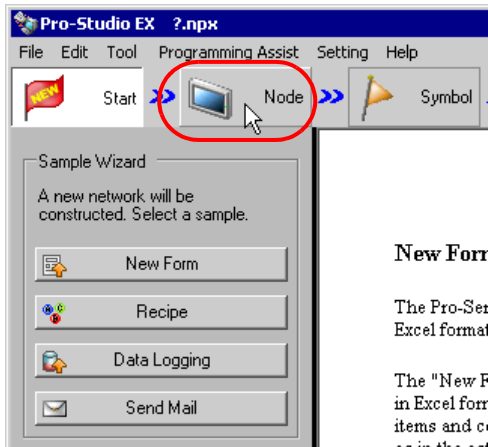 Pro-Studio EX ?.npx
File Edit Tool Programming Assist Setting Help
NEW Start Node Symbol
Sample Wizard
A new network will be
constructed. Select a sample.
New Form
Recipe
Data Logging
Send Mail
New For
The Pro-Ser
Excel format
The "New F
in Excel form
items and c